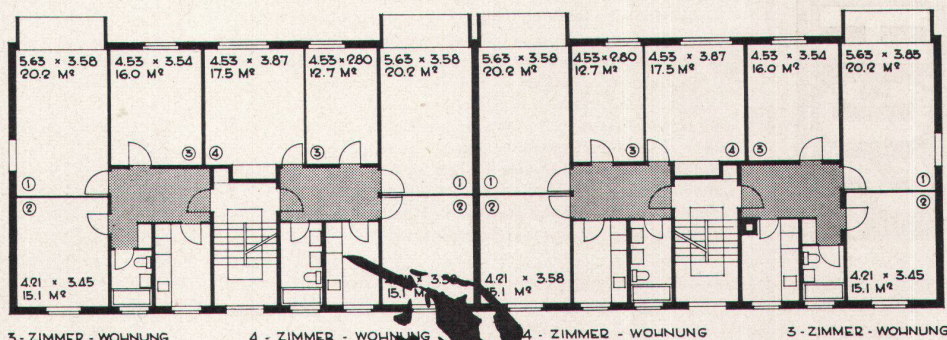 5.63 × 3.58
20.2 M²
4.53 × 3.54
16.0 M²
4.53 × 3.87
17.5 M²
4.53×2.80
12.7 M²
5.63 × 3.58
20.2 M²
5.63 × 3.58
20.2 M²
4.53×2.80
12.7 M²
4.53 × 3.87
17.5 M²
4.53 × 3.54
16.0 M²
5.63 × 3.85
20.2 M²
③
④
③
③
④
③
①
①
①
①
②
②
②
②
4.21 × 3.45
15.1 M²
4.21 ×
15.1 M²
4.21 × 3.58
15.1 M²
4.21 × 3.45
15.1 M²
3 - ZIMMER - WOHNUNG
4 - ZIMMER - WOHNUNG
4 - ZIMMER - WOHNUNG
3 - ZIMMER - WOHNUNG